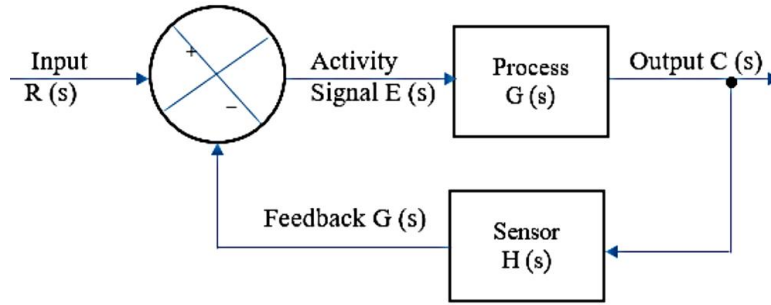 Input
R (s)
+
−
Activity
Signal E (s)
Process
G (s)
Output C (s)
Feedback G (s)
Sensor
H (s)